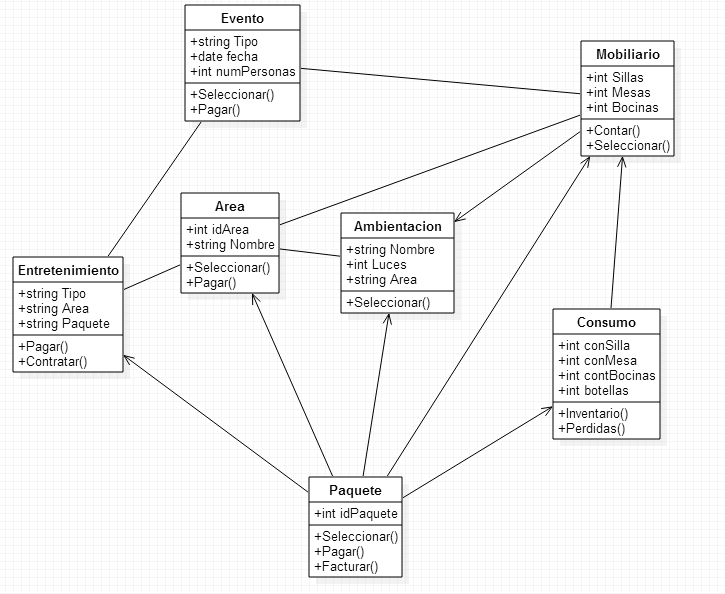 Evento
+string Tipo
+date fecha
+int numPersonas
+Seleccionar()
+Pagar()
Mobiliario
+int Sillas
+int Mesas
+int Bocinas
+Contar()
+Seleccionar()
Area
+int idArea
+string Nombre
+Seleccionar()
+Pagar()
Ambientacion
+string Nombre
+int Luces
+string Area
+Seleccionar()
Entretenimiento
+string Tipo
+string Area
+string Paquete
+Pagar()
+Contratar()
Consumo
+int conSilla
+int conMesa
+int contBocinas
+int botellas
+Inventario()
+Perdidas()
Paquete
+int idPaquete
+Seleccionar()
+Pagar()
+Facturar()